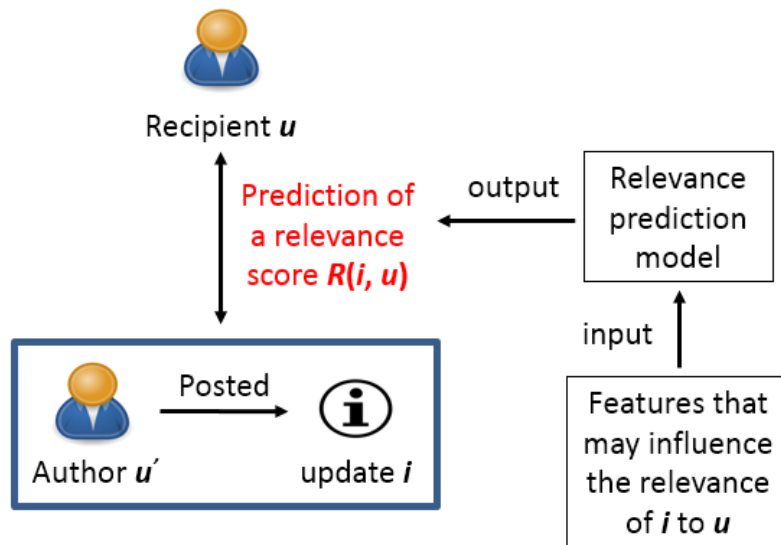 Recipient u
Prediction of
a relevance
score R(i, u)
output
Relevance
prediction
model
input
Features that
may influence
the relevance
of i to u
Posted
Author u′
update i